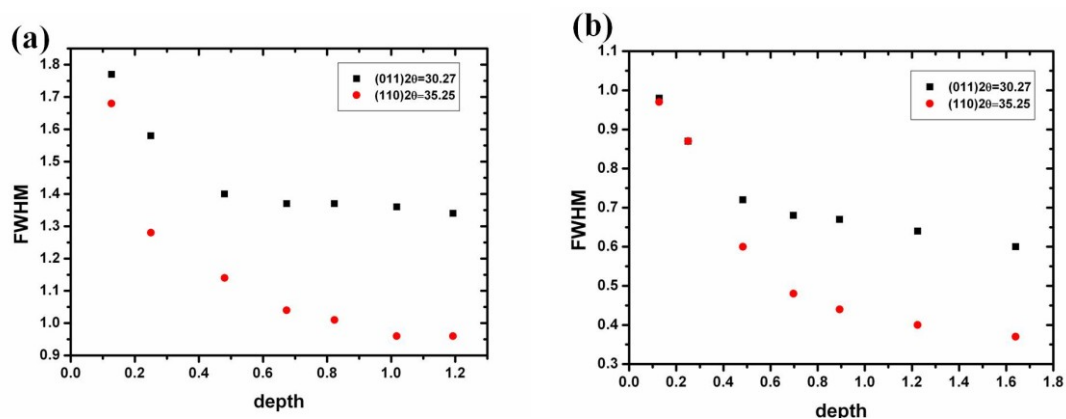 (a)
FWHM
1.8
1.7
1.6
1.5
1.4
1.3
1.2
1.1
1.0
0.9
(011)2θ=30.27
(110)2θ=35.25
0.0 0.2 0.4 0.6 0.8 1.0 1.2
depth
(b)
FWHM
1.1
1.0
0.9
0.8
0.7
0.6
0.5
0.4
0.3
(011)2θ=30.27
(110)2θ=35.25
0.0 0.2 0.4 0.6 0.8 1.0 1.2 1.4 1.6 1.8
depth